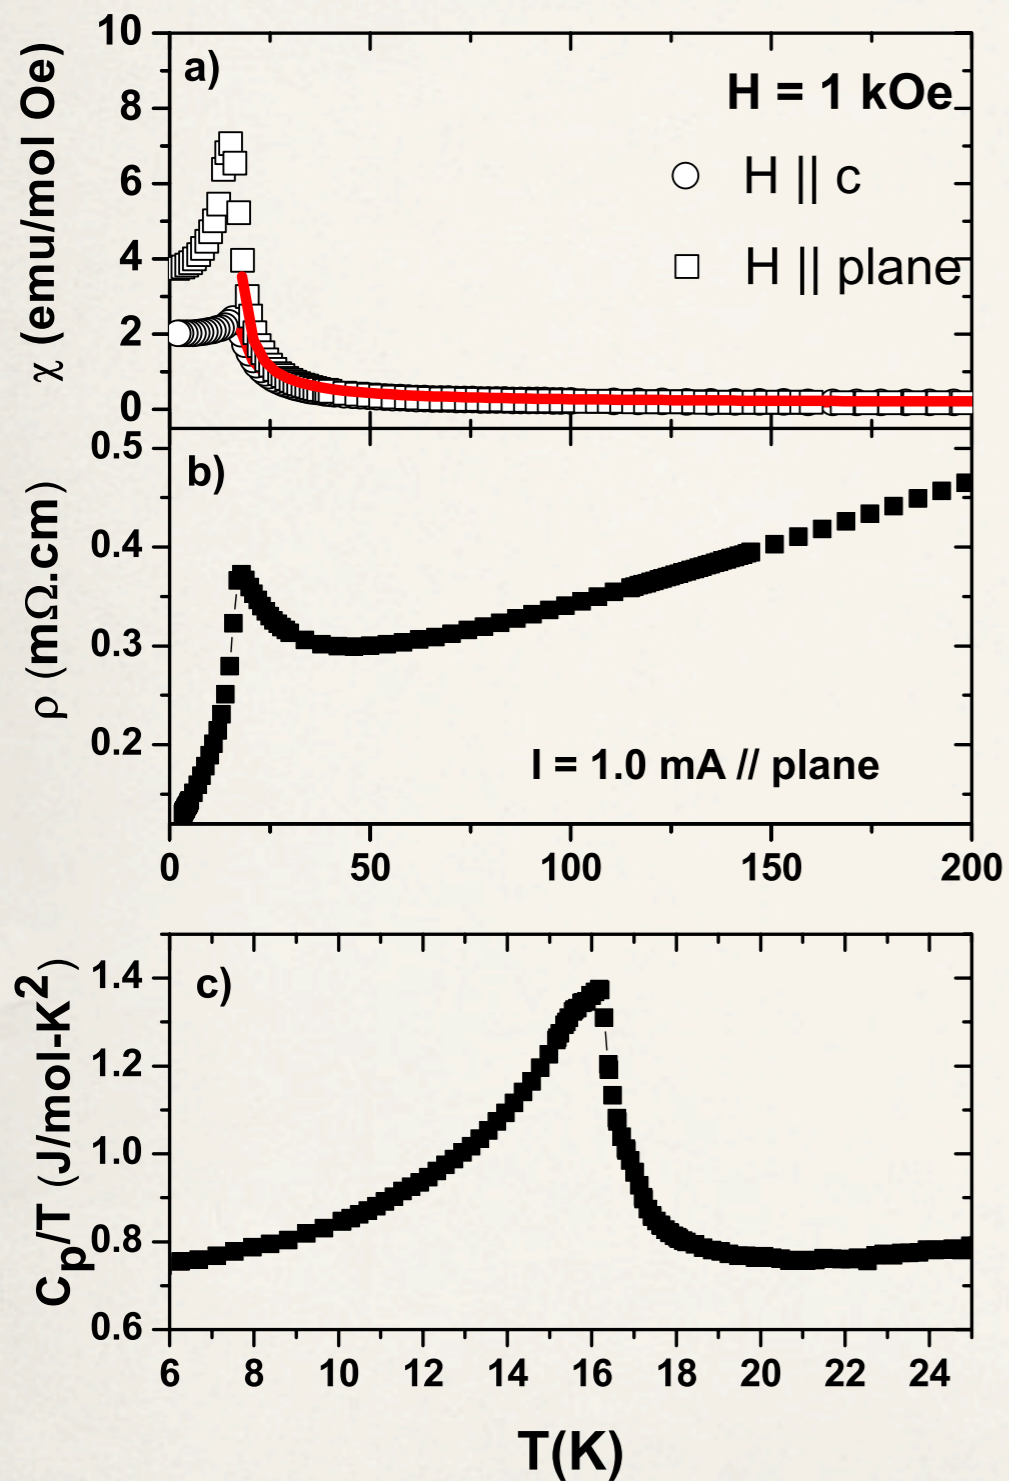 a)
H = 1 kOe
H || c
H || plane
χ (emu/mol Oe)
10
8
6
4
2
0
b)
I = 1.0 mA // plane
ρ (mΩ.cm)
0.5
0.4
0.3
0.2
0 50 100 150 200
c)
Cp/T (J/mol-K²)
1.4
1.2
1.0
0.8
0.6
6 8 10 12 14 16 18 20 22 24
T(K)